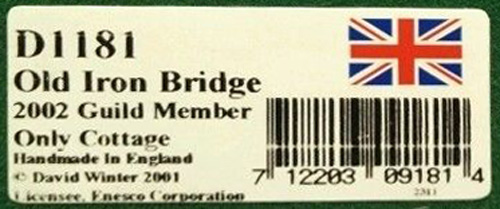 D1181
Old Iron Bridge
2002 Guild Member
Only Cottage
Handmade In England
© David Winter 2001
Licensee, Enesco Corporation
7 12203 09181 4